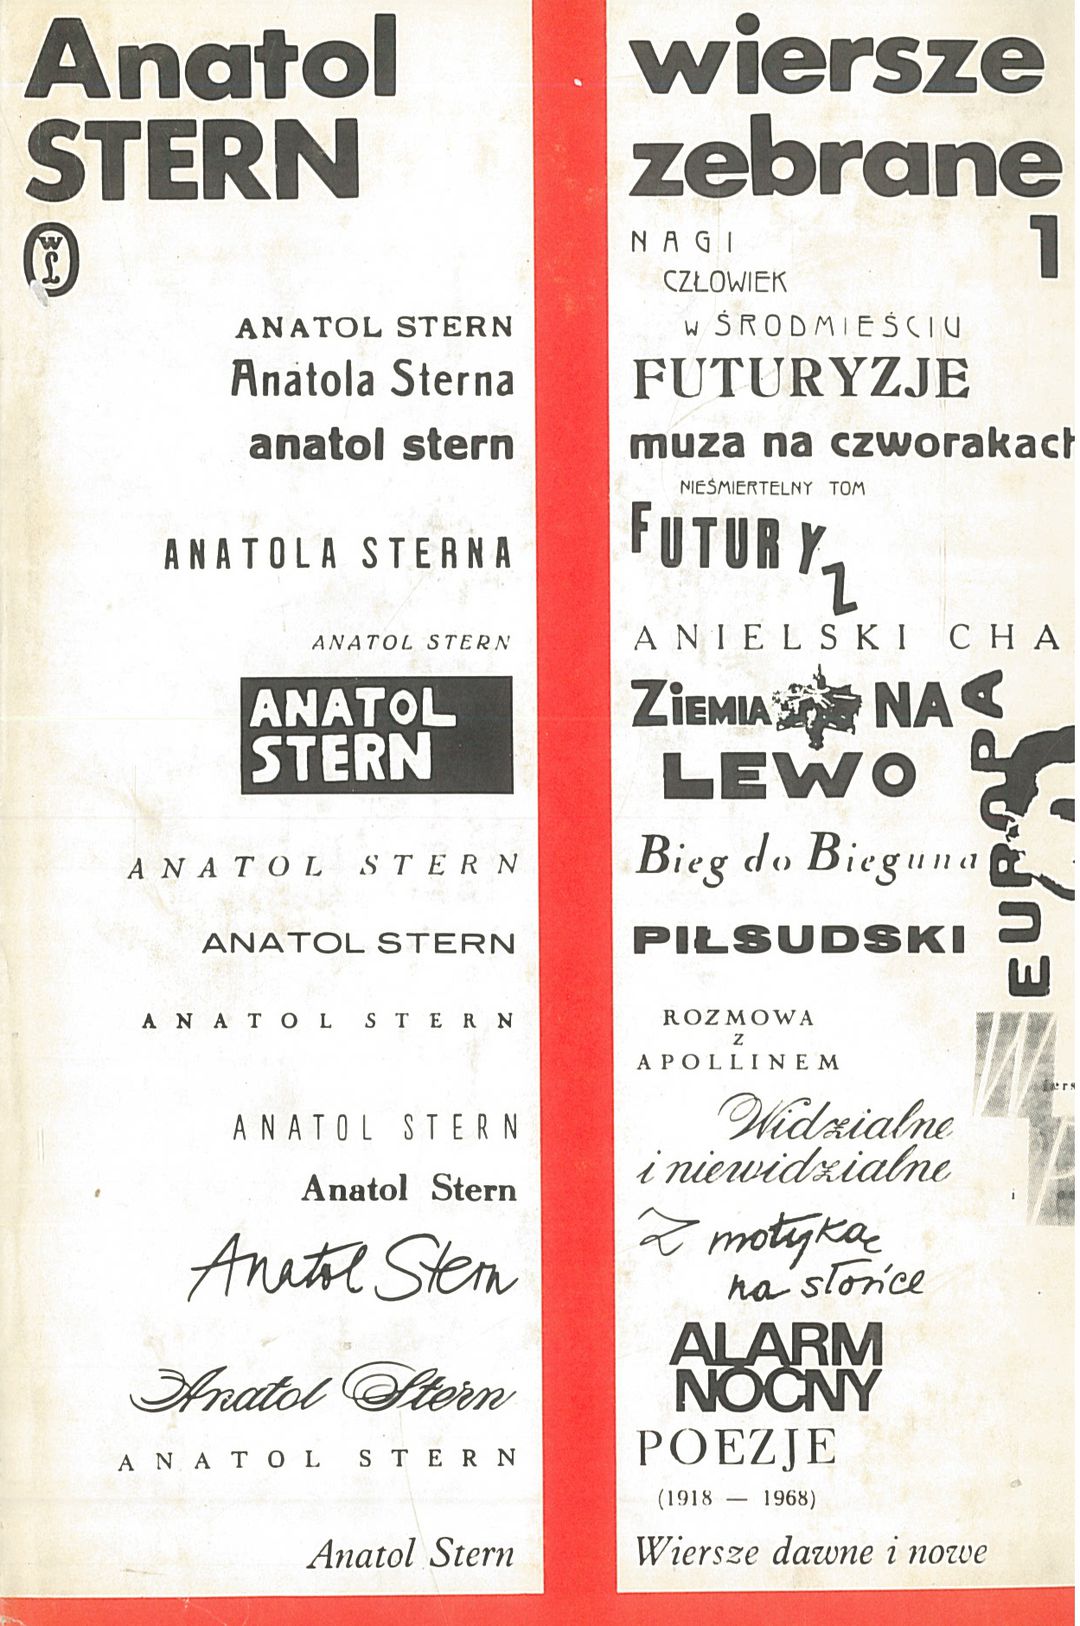 Anatol
STERN
W
Ł
ANATOL STERN
Anatola Sterna
anatol stern
ANATOLA STERNA
ANATOL STERN
ANATOL
STERN
ANATOL STERN
ANATOL STERN
ANATOL STERN
ANATOL STERN
Anatol Stern
Anatol Stern
Anatol Stern
ANATOL STERN
Anatol Stern
wiersze
zebrane
1
NAGI
CZŁOWIEK
w ŚRODMIEŚCIU
FUTURYZJE
muza na czworakach
NIEŚMIERTELNY TOM
FUTURYZ
ANIELSKI CHA
ZiEMIA NA
LEWO
EUROPA
Bieg do Bieguna
PIŁSUDSKI
ROZMOWA
z
APOLLINEM
Widzialne
i niewidzialne
i
Z motyką
na słońce
ALARM
NOCNY
POEZJE
(1918 — 1968)
Wiersze dawne i nowe